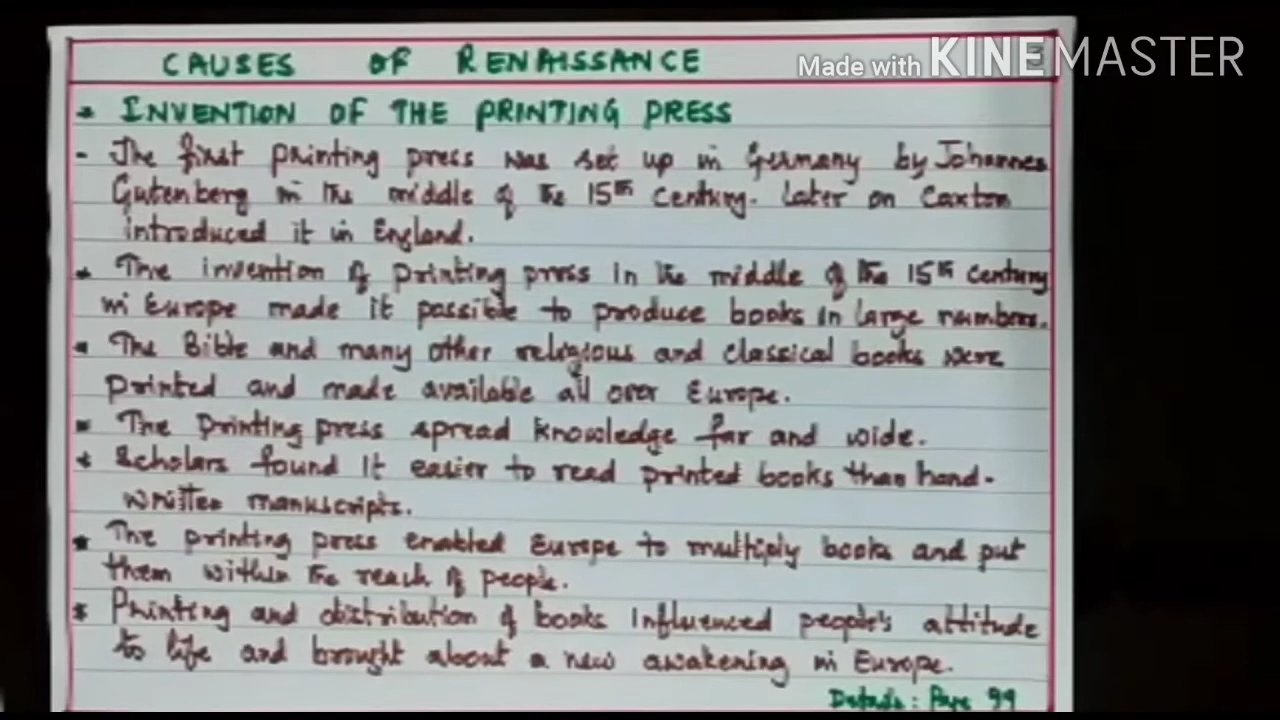 CAUSES OF RENAISSANCE
Made with KINEMASTER
* INVENTION OF THE PRINTING PRESS
- The first printing press was set up in Germany by Johannes
Gutenberg in the middle of the 15th Century. Later on Caxton
introduced it in England.
* The invention of printing press in the middle of the 15th century
in Europe made it possible to produce books in large numbers.
* The Bible and many other religious and classical books were
printed and made available all over Europe.
* The printing press spread knowledge far and wide.
* Scholars found it easier to read printed books than hand-
written manuscripts.
* The printing press enabled Europe to multiply books and put
them within the reach of people.
* Printing and distribution of books influenced people's attitude
to life and brought about a new awakening in Europe.
Details: Page 99